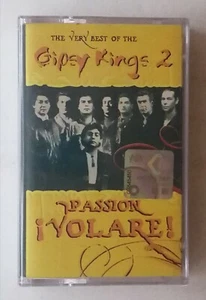 THE VERY BEST OF THE
Gipsy Kings 2
PASSION
¡VOLARE!